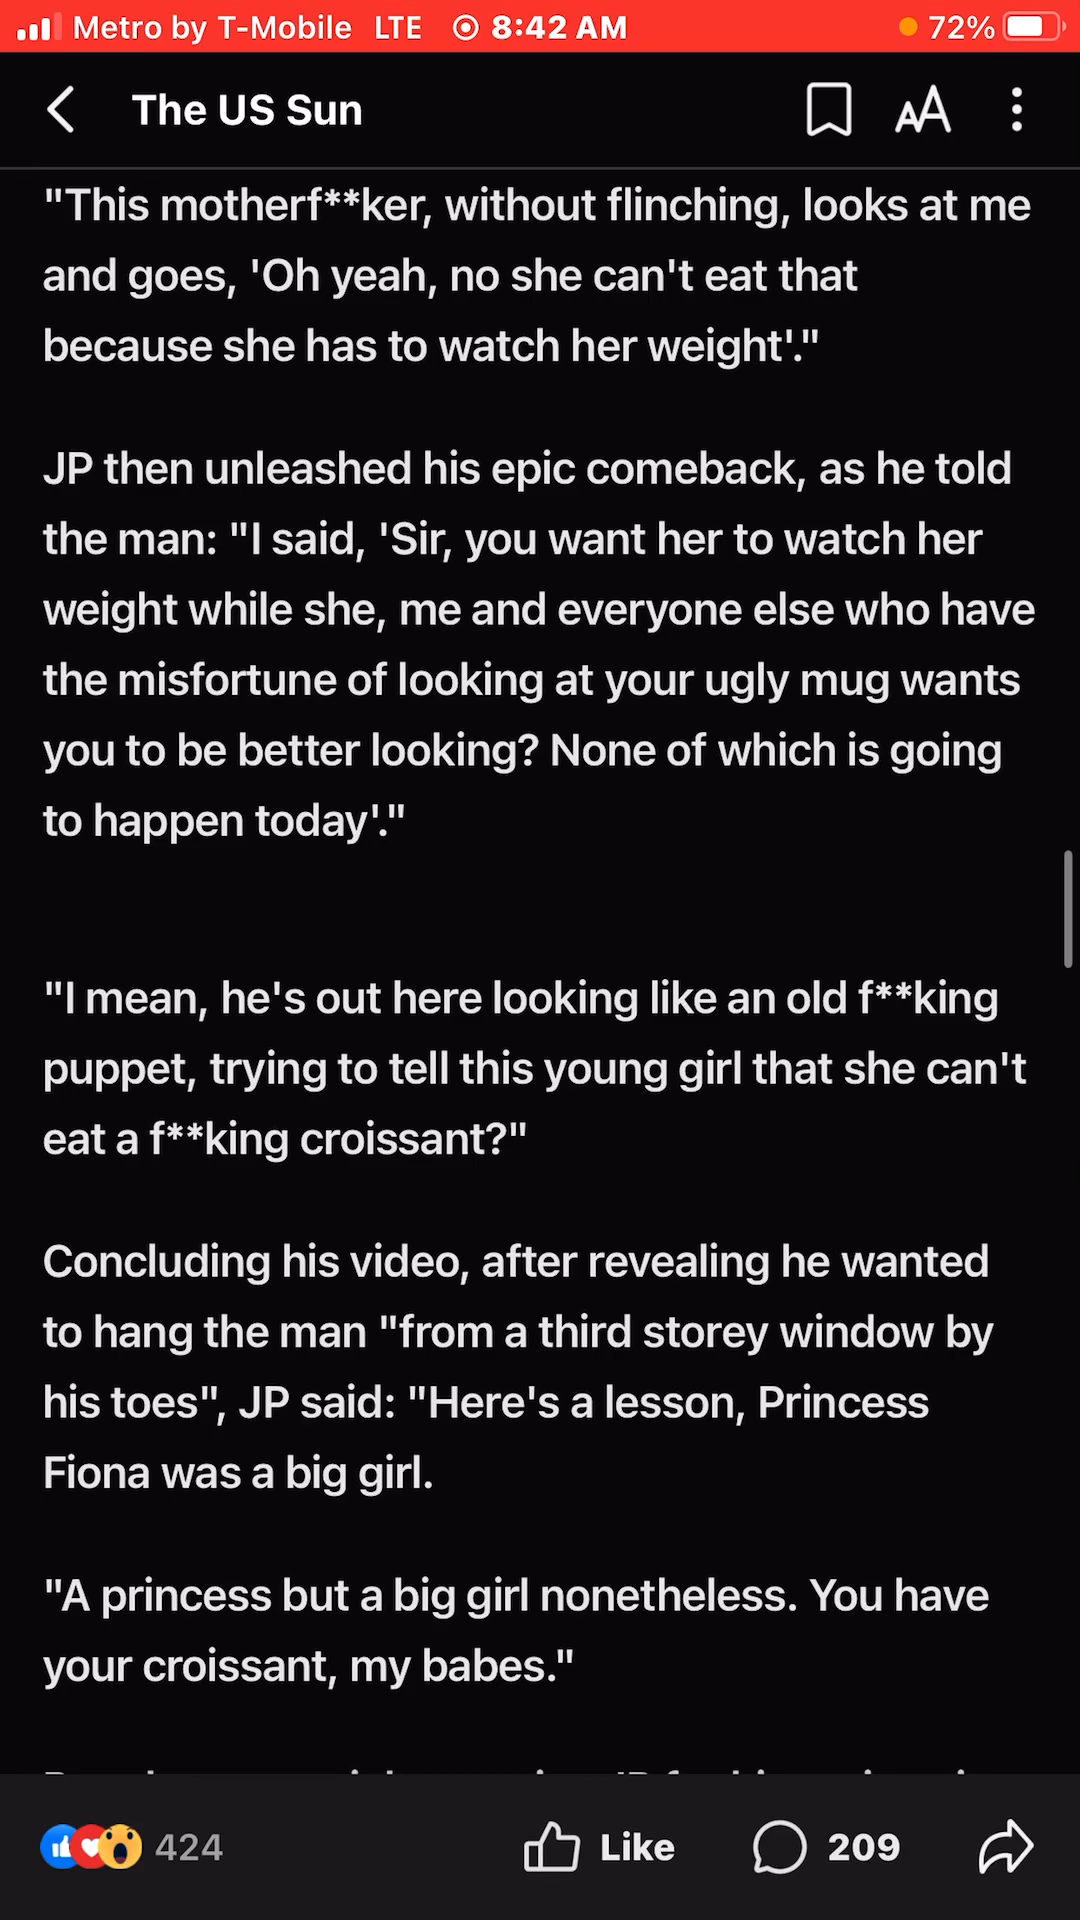 Metro by T-Mobile LTE 8:42 AM 72%
The US Sun AA
"This motherf**ker, without flinching, looks at me
and goes, 'Oh yeah, no she can't eat that
because she has to watch her weight'."
JP then unleashed his epic comeback, as he told
the man: "I said, 'Sir, you want her to watch her
weight while she, me and everyone else who have
the misfortune of looking at your ugly mug wants
you to be better looking? None of which is going
to happen today'."
"I mean, he's out here looking like an old f**king
puppet, trying to tell this young girl that she can't
eat a f**king croissant?"
Concluding his video, after revealing he wanted
to hang the man "from a third storey window by
his toes", JP said: "Here's a lesson, Princess
Fiona was a big girl.
"A princess but a big girl nonetheless. You have
your croissant, my babes."
424 Like 209